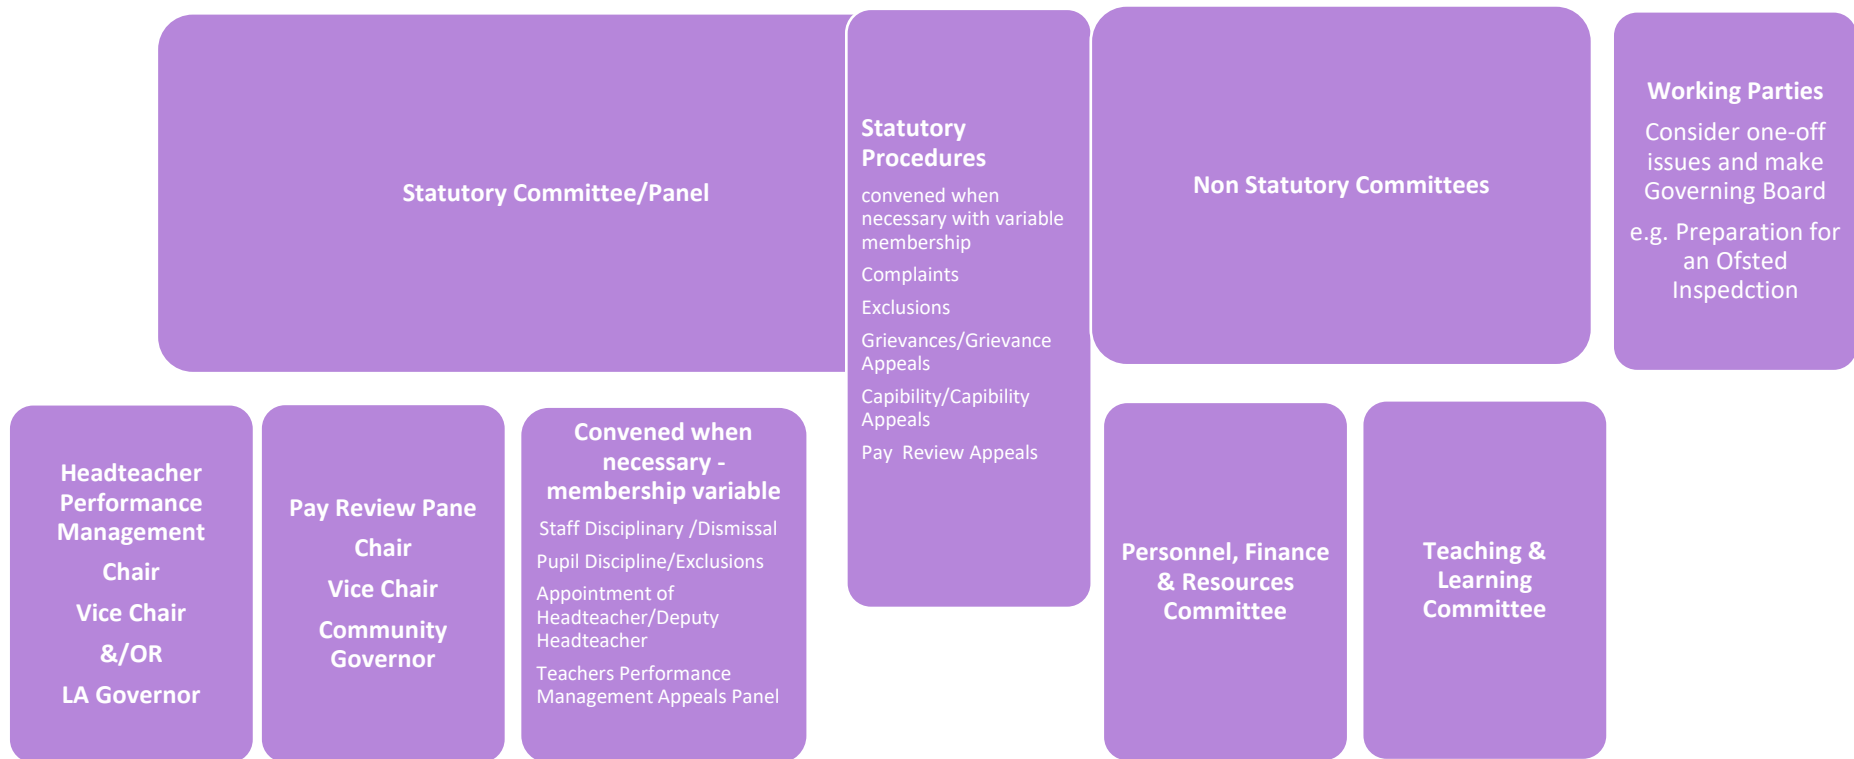 Statutory Committee/Panel
Statutory
Procedures
convened when
necessary with variable
membership
Complaints
Exclusions
Grievances/Grievance
Appeals
Capibility/Capibility
Appeals
Pay  Review Appeals
Non Statutory Committees
Working Parties
Consider one-off
issues and make
Governing Board
e.g. Preparation for
an Ofsted
Inspedction
Headteacher
Performance
Management
Chair
Vice Chair
&/OR
LA Governor
Pay Review Pane
Chair
Vice Chair
Community
Governor
Convened when
necessary -
membership variable
Staff Disciplinary /Dismissal
Pupil Discipline/Exclusions
Appointment of
Headteacher/Deputy
Headteacher
Teachers Performance
Management Appeals Panel
Personnel, Finance
& Resources
Committee
Teaching &
Learning
Committee